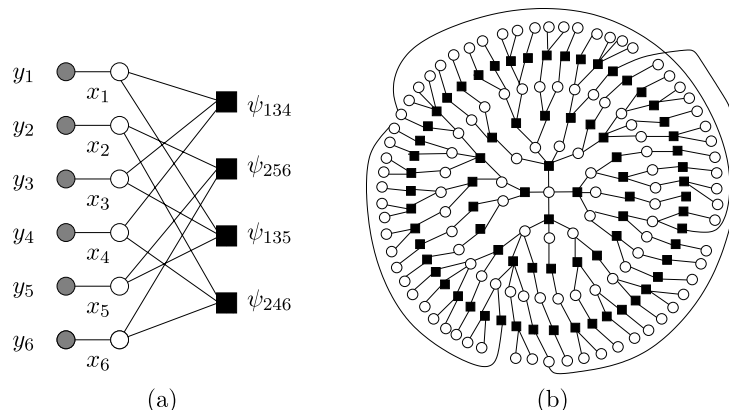 y₁ x₁
y₂ x₂
y₃ x₃
y₄ x₄
y₅ x₅
y₆ x₆
ψ₁₃₄
ψ₂₅₆
ψ₁₃₅
ψ₂₄₆
(a) (b)